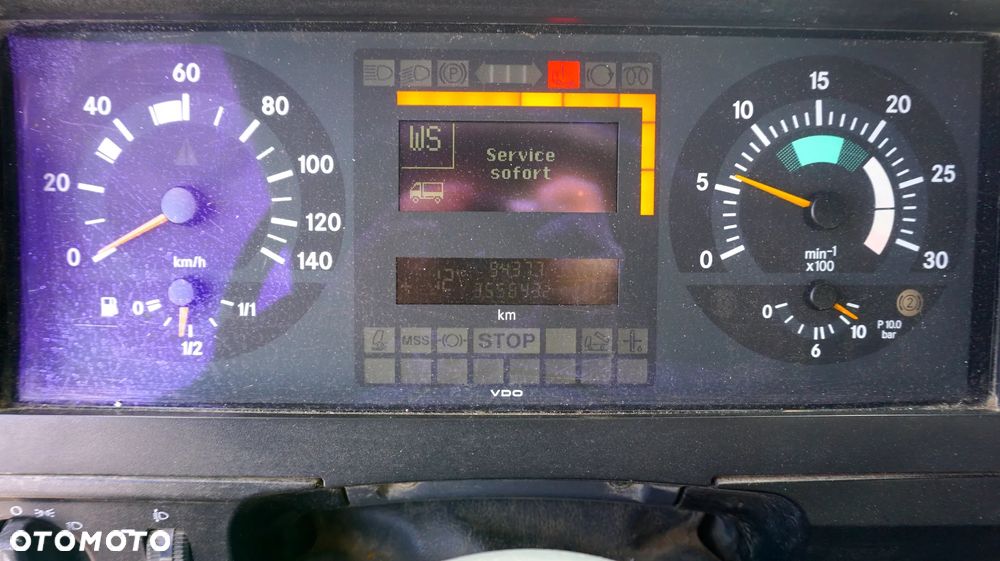 0 20 40 60 80 100 120 140
km/h
0 1/2 1/1
WS
Service
sofort
km
MSS
STOP
VDO
0 5 10 15 20 25 30
min-1
x100
0 6 10
P 10.0
bar
2
0
OTOMOTO